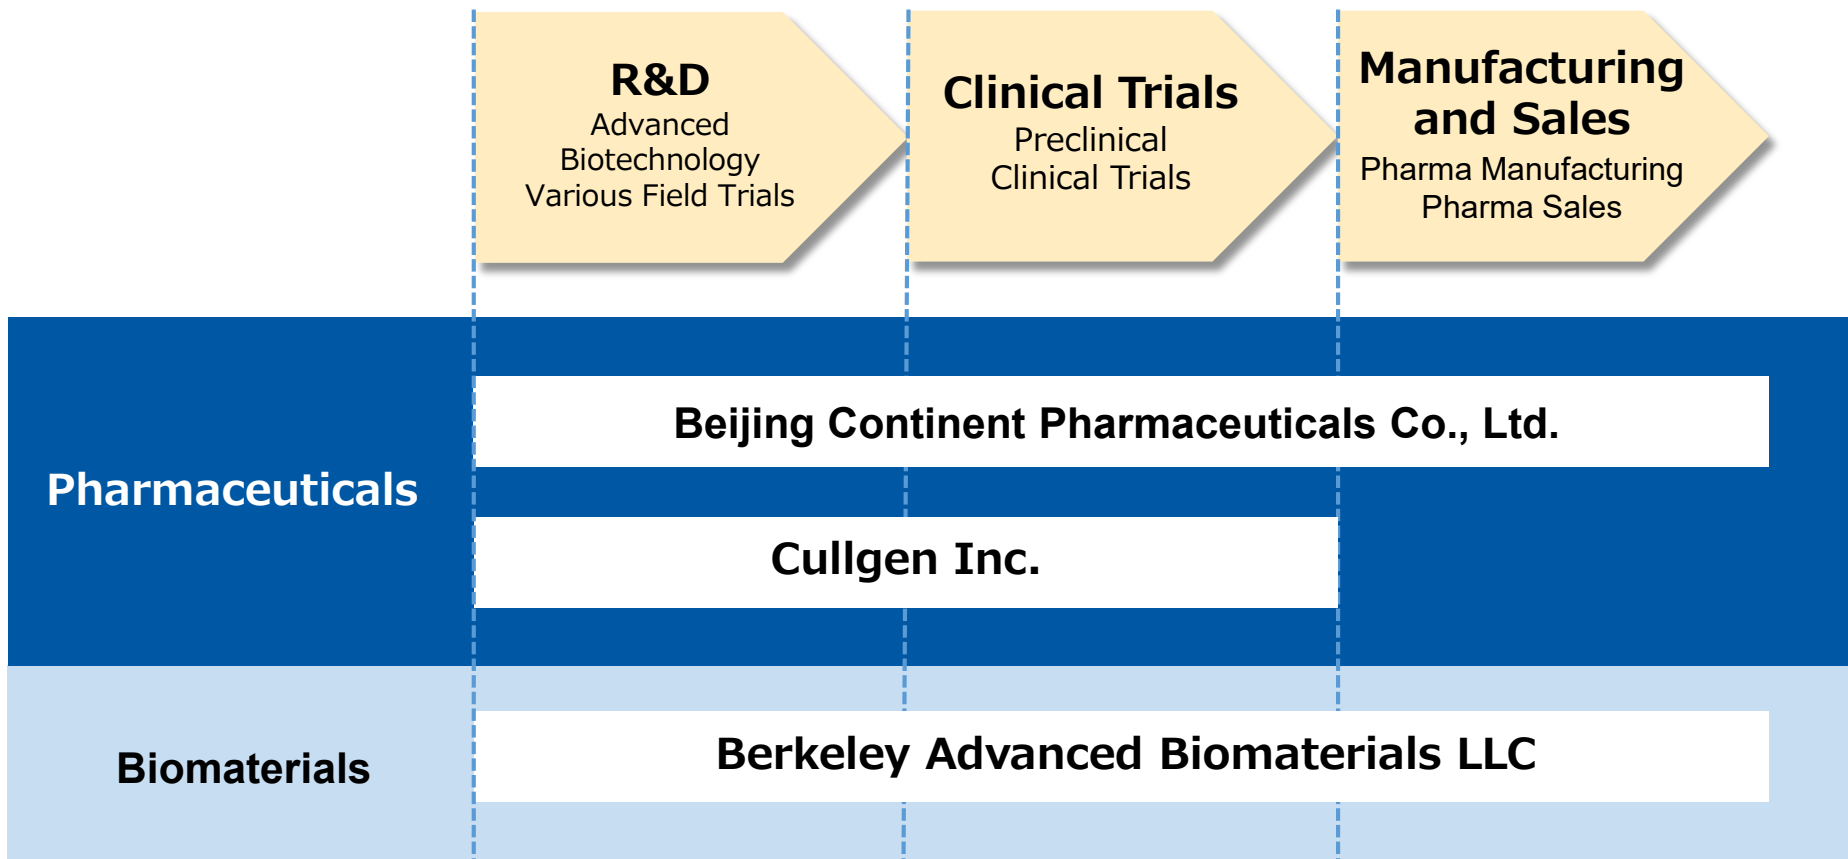 R&D
Advanced
Biotechnology
Various Field Trials
Clinical Trials
Preclinical
Clinical Trials
Manufacturing
and Sales
Pharma Manufacturing
Pharma Sales
Pharmaceuticals
Beijing Continent Pharmaceuticals Co., Ltd.
Cullgen Inc.
Biomaterials
Berkeley Advanced Biomaterials LLC